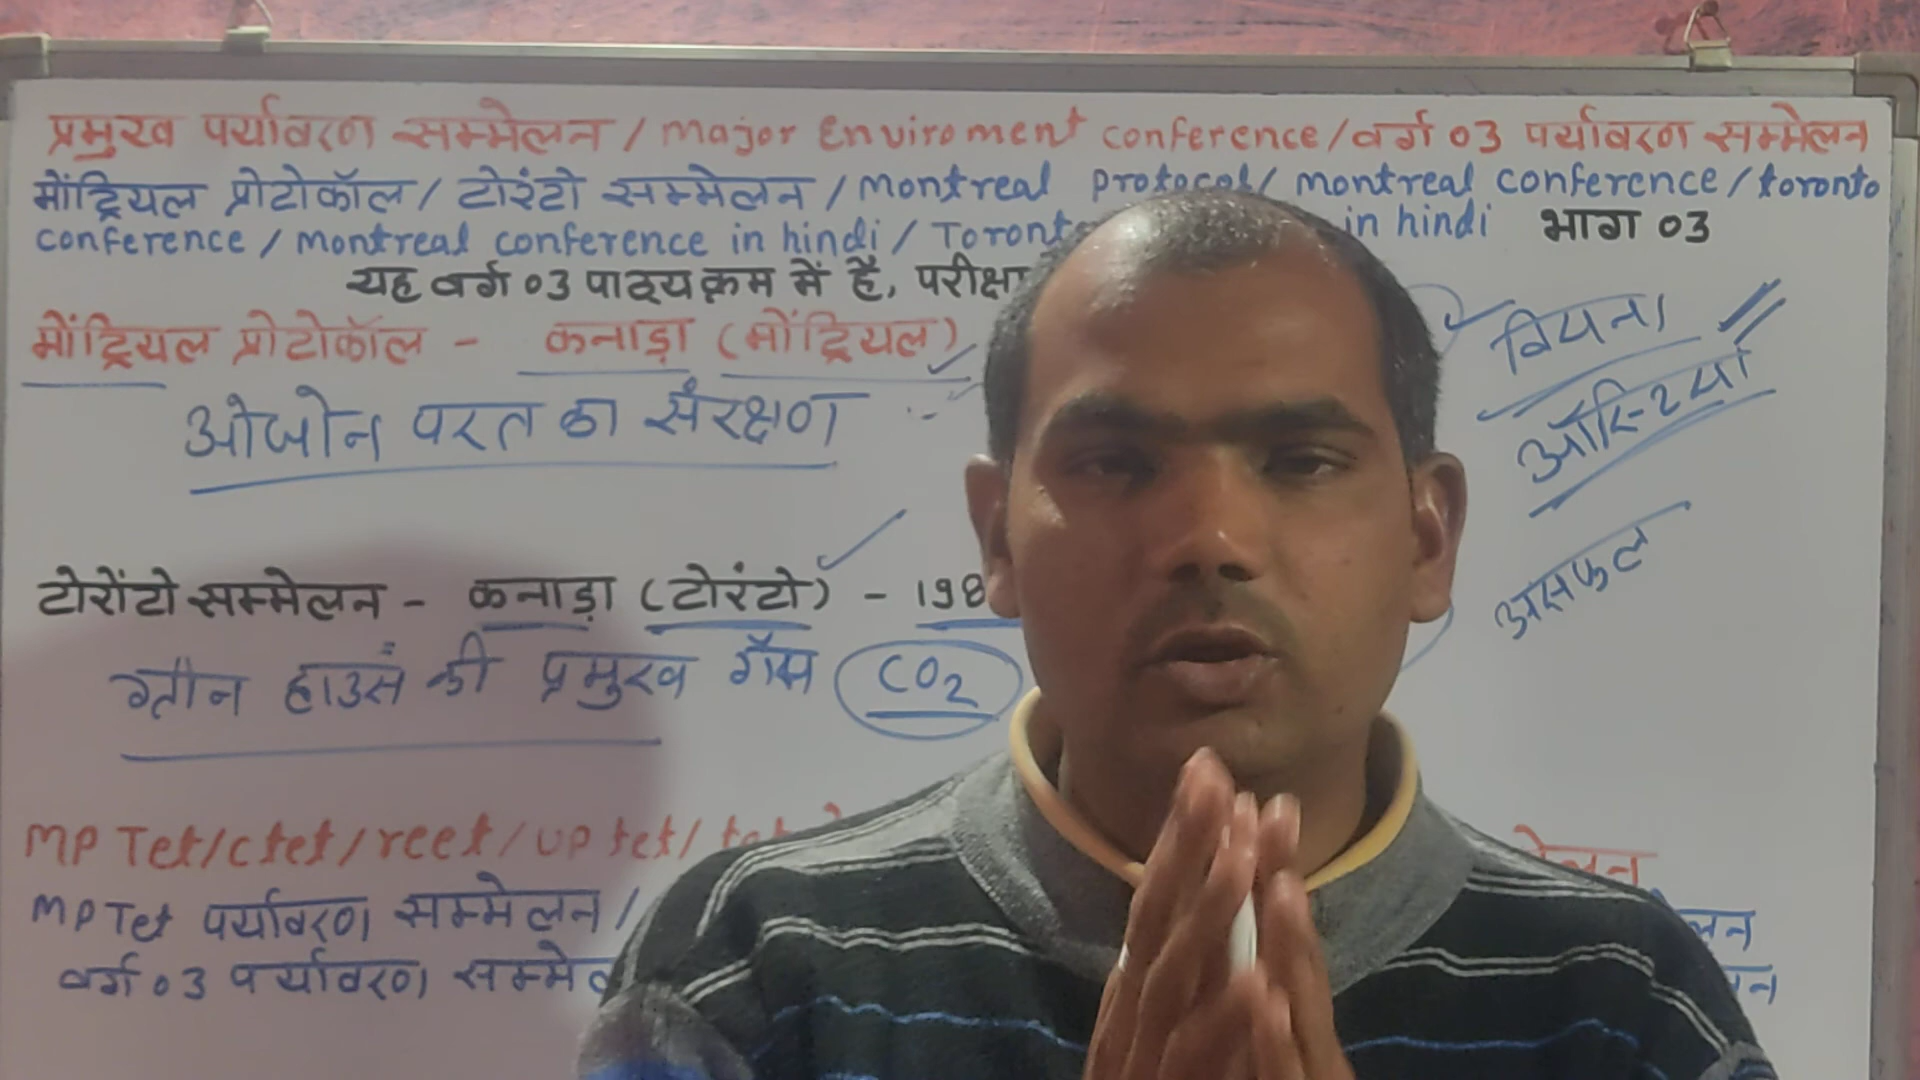 प्रमुख पर्यावरण सम्मेलन / Major Enviroment conference / वर्ग 03 पर्यावरण सम्मेलन
मोंट्रियल प्रोटोकॉल / टोरंटो सम्मेलन / Montreal protocol / montreal conference / toronto
conference / montreal conference in hindi / Toronto in hindi भाग 03
यह वर्ग 03 पाठ्यक्रम में है, परीक्षा
मोंट्रियल प्रोटोकॉल - कनाड़ा (मोंट्रियल)
वियना
ऑस्ट्रिया
ओजोन परत का संरक्षण
असफल
टोरोंटो सम्मेलन - कनाड़ा (टोरंटो) - 198
ग्रीन हाउस की प्रमुख गैस CO2
MP Tet/ctet/reet/UP tet/
MP Tet पर्यावरण सम्मेलन /
वर्ग 03 पर्यावरण